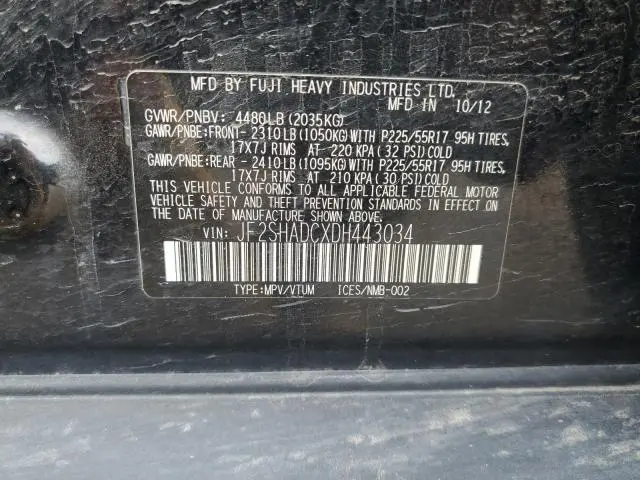 MFD BY FUJI HEAVY INDUSTRIES LTD.
MFD IN 10/12
GVWR/PNBV: 4480LB(2035KG)
GAWR/PNBE:FRONT- 2310LB(1050KG)WITH P225/55R17 95H TIRES,
17X7J RIMS AT 220 KPA(32 PSI)COLD
GAWR/PNBE:REAR - 2410LB(1095KG)WITH P225/55R17 95H TIRES,
17X7J RIMS AT 210 KPA(30 PSI)COLD
THIS VEHICLE CONFORMS TO ALL APPLICABLE FEDERAL MOTOR
VEHICLE SAFETY AND THEFT PREVENTION STANDARDS IN EFFECT ON
THE DATE OF MANUFACTURE SHOWN ABOVE.
VIN: JF2SHADCXDH443034
TYPE:MPV/VTUM ICES/NMB-002